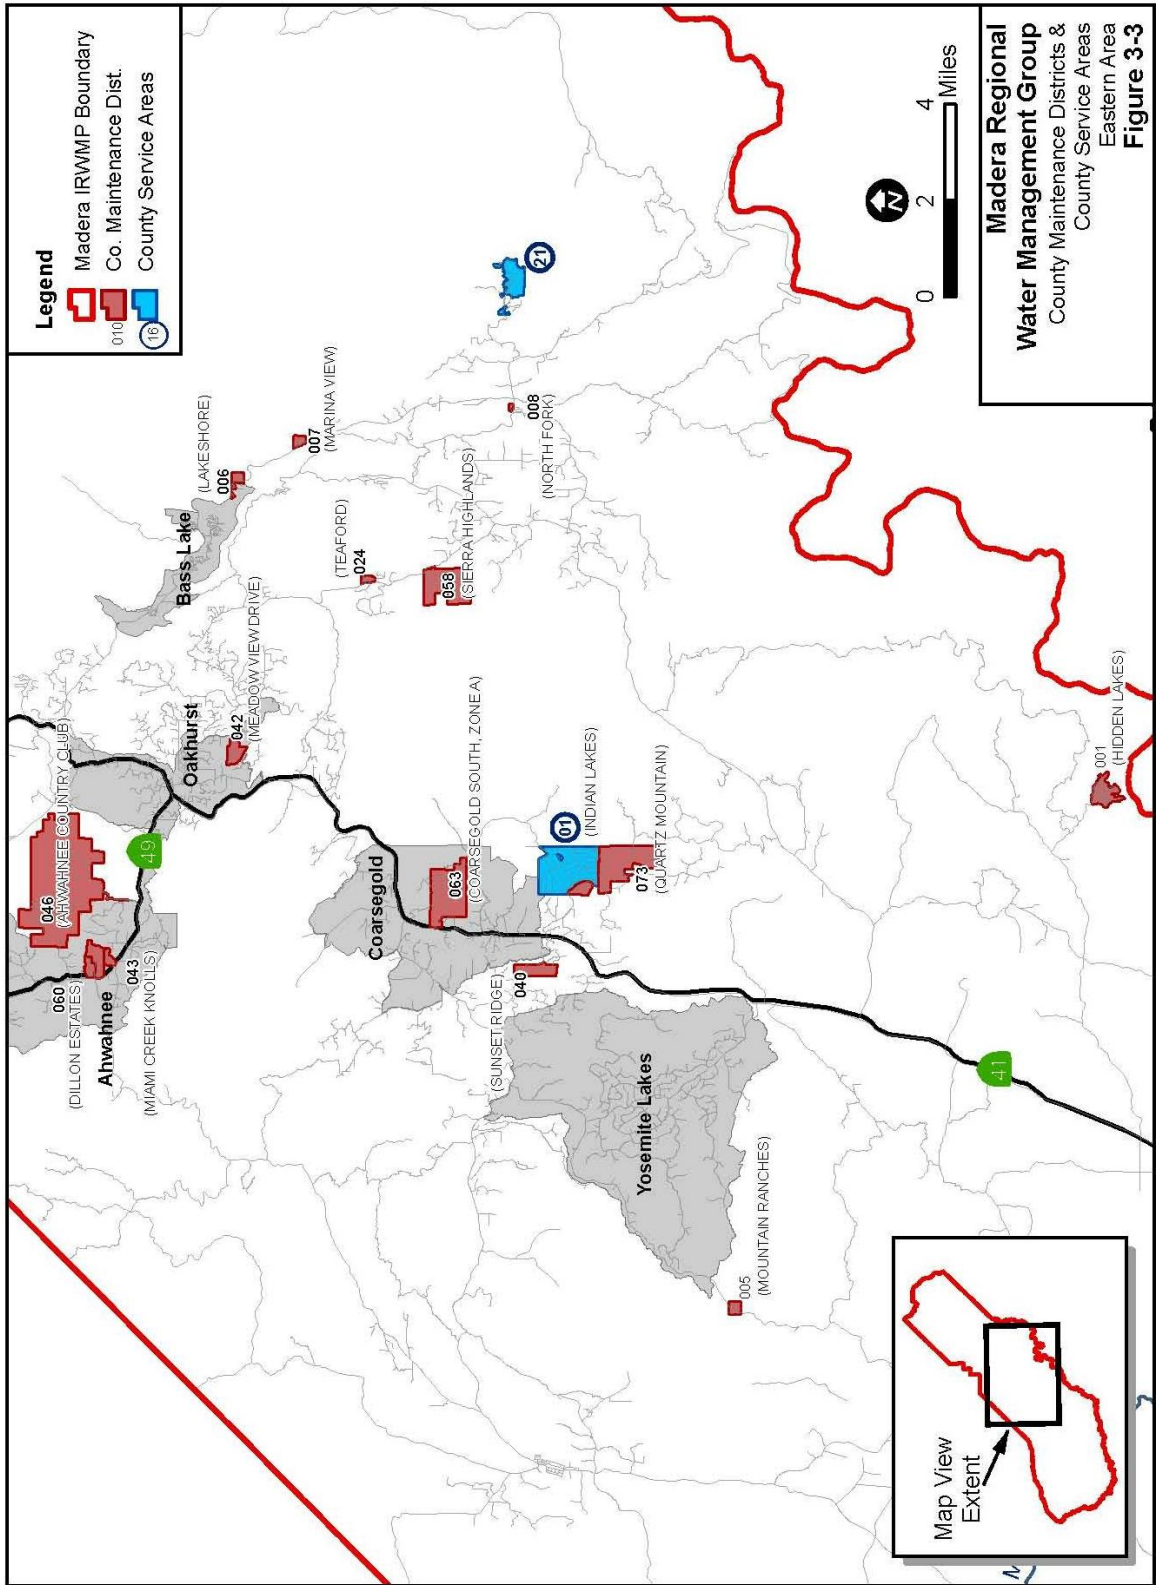 Legend
Madera IRWMP Boundary
010
Co. Maintenance Dist.
16
County Service Areas
046
(AHWAHNEE COUNTRY CLUB)
060
(DILLON ESTATES)
Ahwahnee
043
(MIAMI CREEK KNOLLS)
49
Oakhurst
042
(MEADOWVIEW DRIVE)
Bass Lake
(LAKESHORE)
006
007
(MARINA VIEW)
(TEAFORD)
024
058
(SIERRA HIGHLANDS)
008
(NORTH FORK)
21
Coarsegold
063
(COARSEGOLD SOUTH, ZONE A)
(SUNSET RIDGE)
040
01
(INDIAN LAKES)
073
(QUARTZ MOUNTAIN)
Yosemite Lakes
005
(MOUNTAIN RANCHES)
41
001
(HIDDEN LAKES)
Map View
Extent
M
N
0
2
4
Miles
Madera Regional
Water Management Group
County Maintenance Districts &
County Service Areas
Eastern Area
Figure 3-3